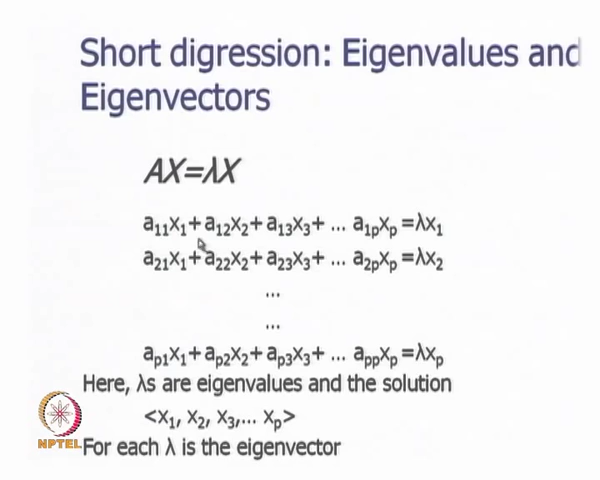 Short digression: Eigenvalues and
Eigenvectors
AX=λX
a₁₁x₁+a₁₂x₂+a₁₃x₃+ ... a₁ₚxₚ=λx₁
a₂₁x₁+a₂₂x₂+a₂₃x₃+ ... a₂ₚxₚ=λx₂
...
...
aₚ₁x₁+aₚ₂x₂+aₚ₃x₃+ ... aₚₚxₚ=λxₚ
Here, λs are eigenvalues and the solution
<x₁, x₂, x₃,... xₚ>
For each λ is the eigenvector
NPTEL